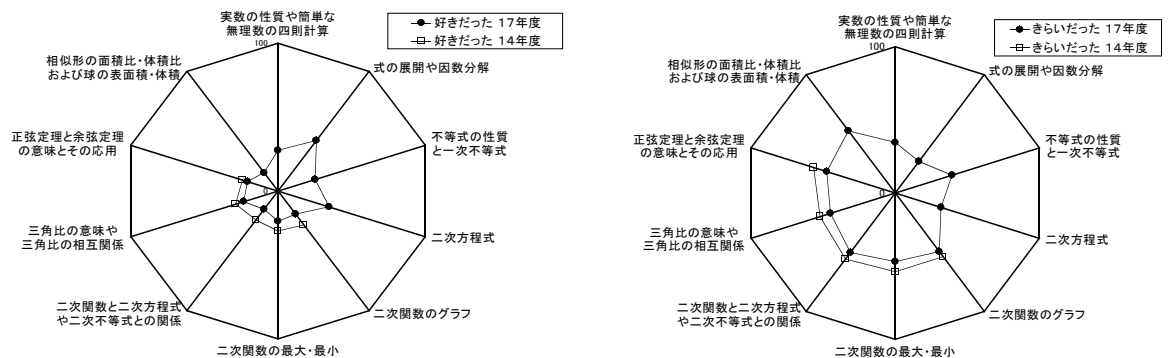 実数の性質や簡単な
無理数の四則計算
100
好きだった 17年度
好きだった 14年度
相似形の面積比・体積比
および球の表面積・体積
式の展開や因数分解
正弦定理と余弦定理
の意味とその応用
不等式の性質
と一次不等式
0
三角比の意味や
三角比の相互関係
二次方程式
二次関数と二次方程式
や二次不等式との関係
二次関数のグラフ
二次関数の最大・最小
実数の性質や簡単な
無理数の四則計算
100
きらいだった 17年度
きらいだった 14年度
相似形の面積比・体積比
および球の表面積・体積
式の展開や因数分解
正弦定理と余弦定理
の意味とその応用
不等式の性質
と一次不等式
0
三角比の意味や
三角比の相互関係
二次方程式
二次関数と二次方程式
や二次不等式との関係
二次関数のグラフ
二次関数の最大・最小